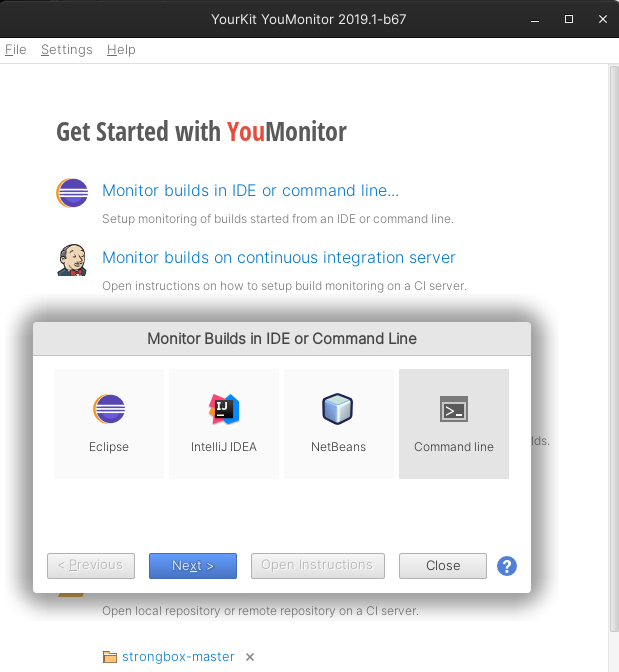 YourKit YouMonitor 2019.1-b67
File Settings Help
Get Started with YouMonitor
Monitor builds in IDE or command line...
Setup monitoring of builds started from an IDE or command line.
Monitor builds on continuous integration server
Open instructions on how to setup build monitoring on a CI server.
Monitor Builds in IDE or Command Line
IJ
Eclipse IntelliJ IDEA NetBeans Command line
lds.
< Previous Next > Open Instructions Close ?
Open local repository or remote repository on a CI server.
strongbox-master